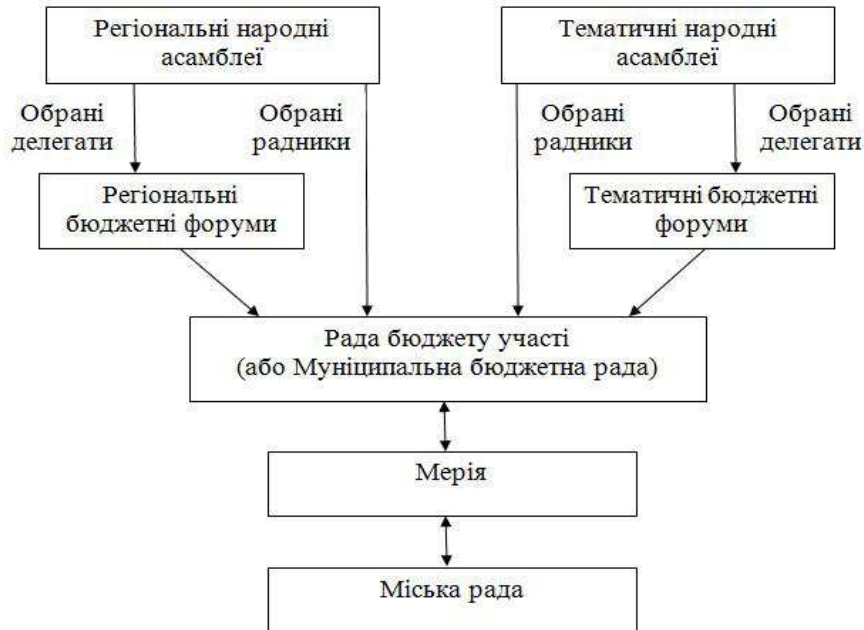 Регіональні народні
асамблеї
Тематичні народні
асамблеї
Обрані
делегати
Обрані
радники
Обрані
радники
Обрані
делегати
Регіональні
бюджетні форуми
Тематичні бюджетні
форуми
Рада бюджету участі
(або Муніципальна бюджетна рада)
Мерія
Міська рада